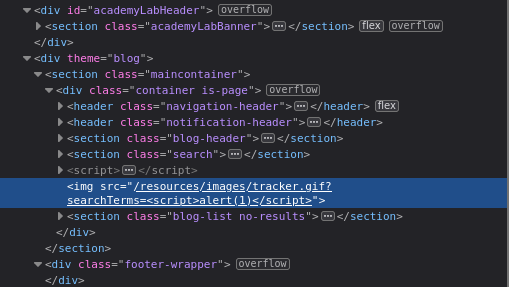 <div id="academyLabHeader"> overflow
<section class="academyLabBanner">···</section> flex overflow
</div>
<div theme="blog">
<section class="maincontainer">
<div class="container is-page"> overflow
<header class="navigation-header">···</header> flex
<header class="notification-header">···</header>
<section class="blog-header">···</section>
<section class="search">···</section>
<script>···</script>
<img src="/resources/images/tracker.gif?
searchTerms=<script>alert(1)</script>">
<section class="blog-list no-results">···</section>
</div>
</section>
<div class="footer-wrapper"> overflow
</div>